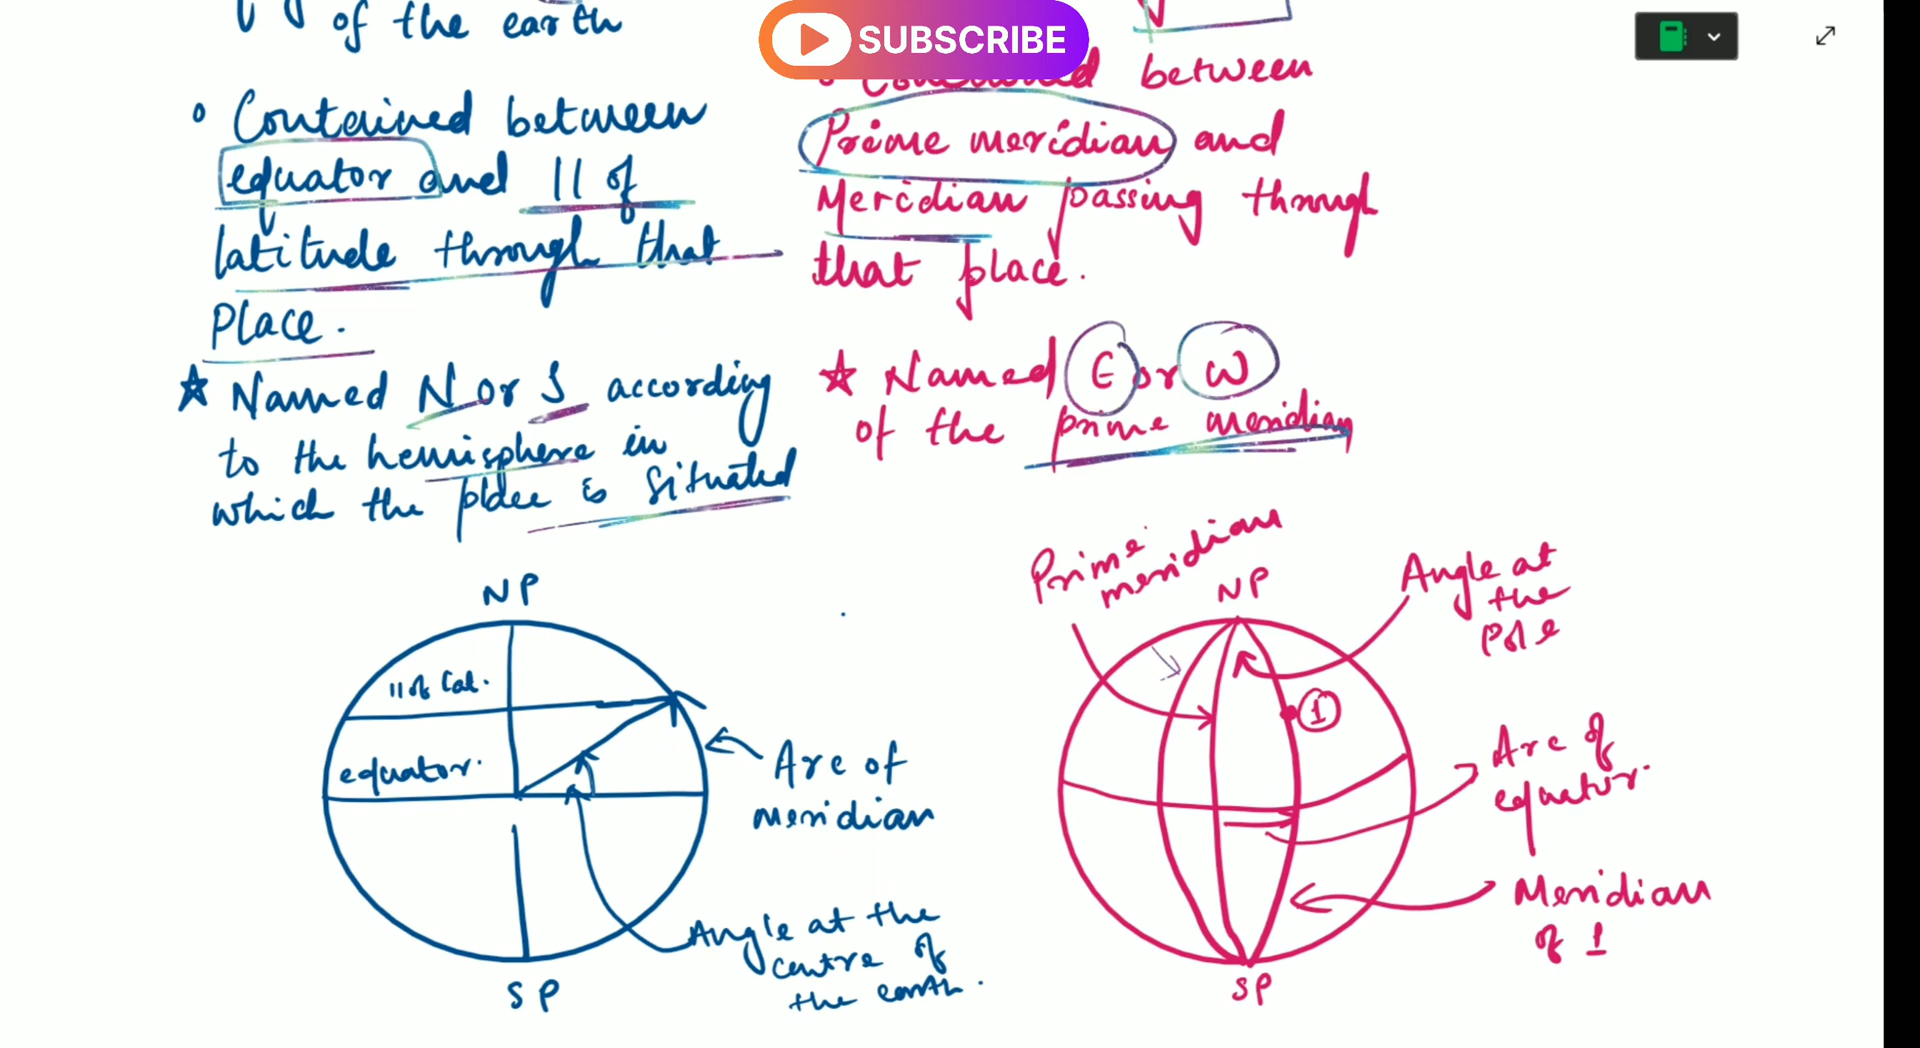 of the earth
• Contained between
equator and || of
latitude through that
Place.
☆ Named N or S according
to the hemisphere in
which the place is situated
SUBSCRIBE
• Contained between
Prime meridian and
Meridian passing through
that place.
☆ Named E or W
of the prime meridian
NP
|| of Lat.
equator.
Arc of
meridian
Angle at the
centre of
the earth.
SP
Prime
meridian
NP
Angle at
the
Pole
1
Arc of
equator.
Meridian
of 1
SP